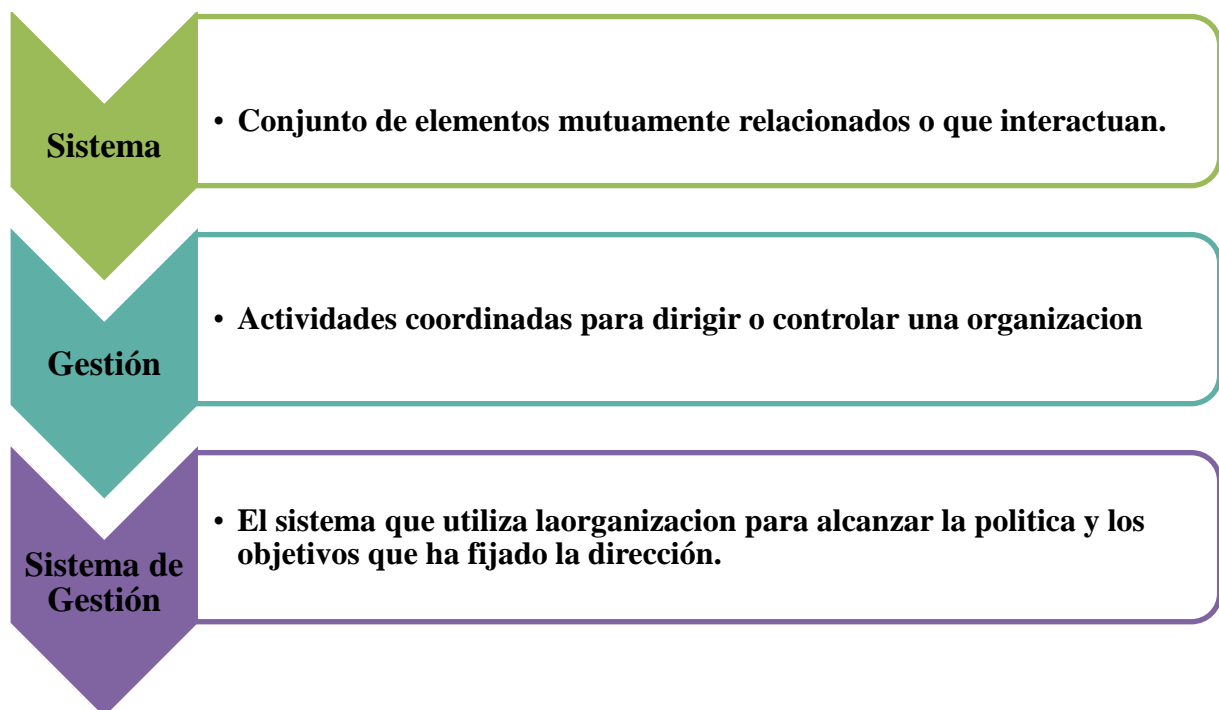 Sistema
• Conjunto de elementos mutuamente relacionados o que interactuan.
Gestión
• Actividades coordinadas para dirigir o controlar una organizacion
Sistema de
Gestión
• El sistema que utiliza laorganizacion para alcanzar la politica y los
objetivos que ha fijado la dirección.